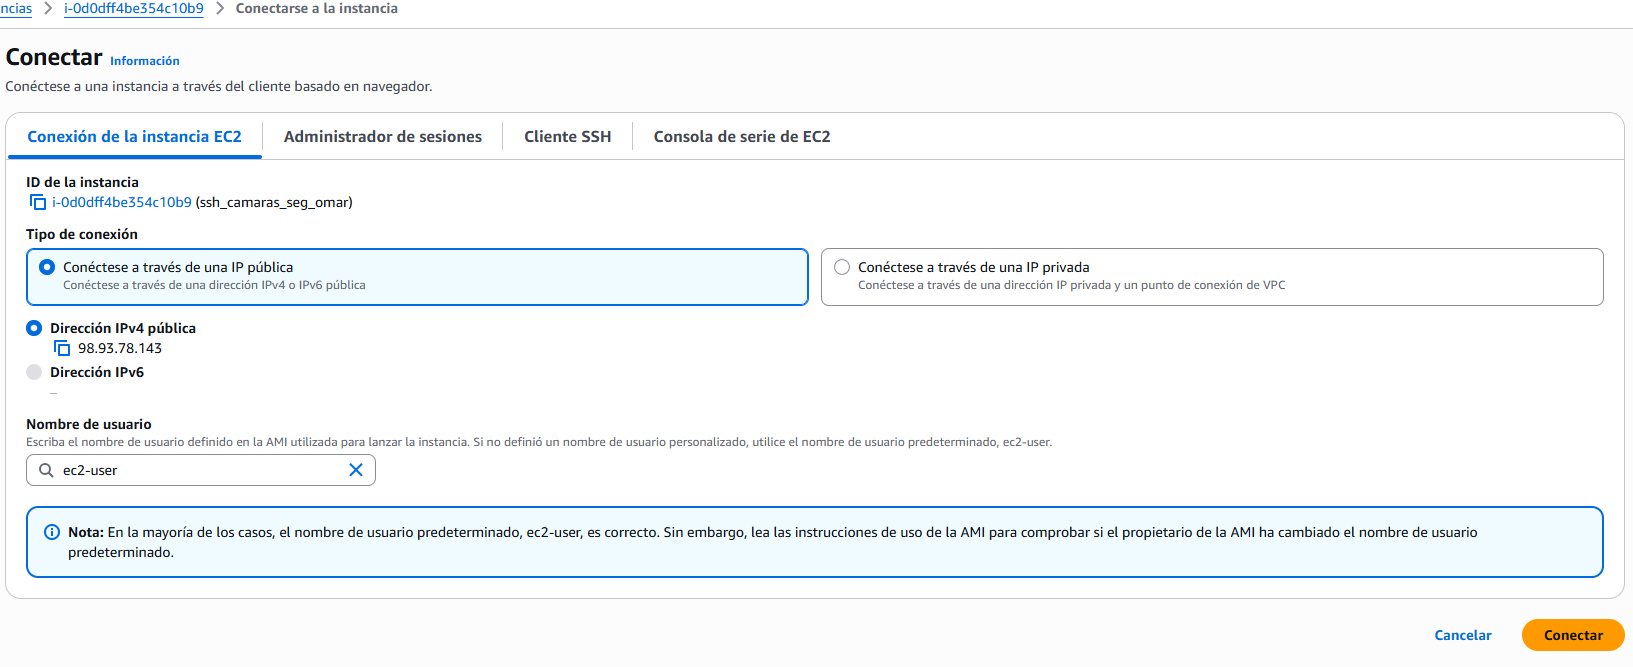 ncias > i-0d0dff4be354c10b9 > Conectarse a la instancia
Conectar Información
Conéctese a una instancia a través del cliente basado en navegador.
Conexión de la instancia EC2 Administrador de sesiones Cliente SSH Consola de serie de EC2
ID de la instancia
i-0d0dff4be354c10b9 (ssh_camaras_seg_omar)
Tipo de conexión
Conéctese a través de una IP pública
Conéctese a través de una dirección IPv4 o IPv6 pública
Conéctese a través de una IP privada
Conéctese a través de una dirección IP privada y un punto de conexión de VPC
Dirección IPv4 pública
98.93.78.143
Dirección IPv6
–
Nombre de usuario
Escriba el nombre de usuario definido en la AMI utilizada para lanzar la instancia. Si no definió un nombre de usuario personalizado, utilice el nombre de usuario predeterminado, ec2-user.
ec2-user
Nota: En la mayoría de los casos, el nombre de usuario predeterminado, ec2-user, es correcto. Sin embargo, lea las instrucciones de uso de la AMI para comprobar si el propietario de la AMI ha cambiado el nombre de usuario
predeterminado.
Cancelar Conectar